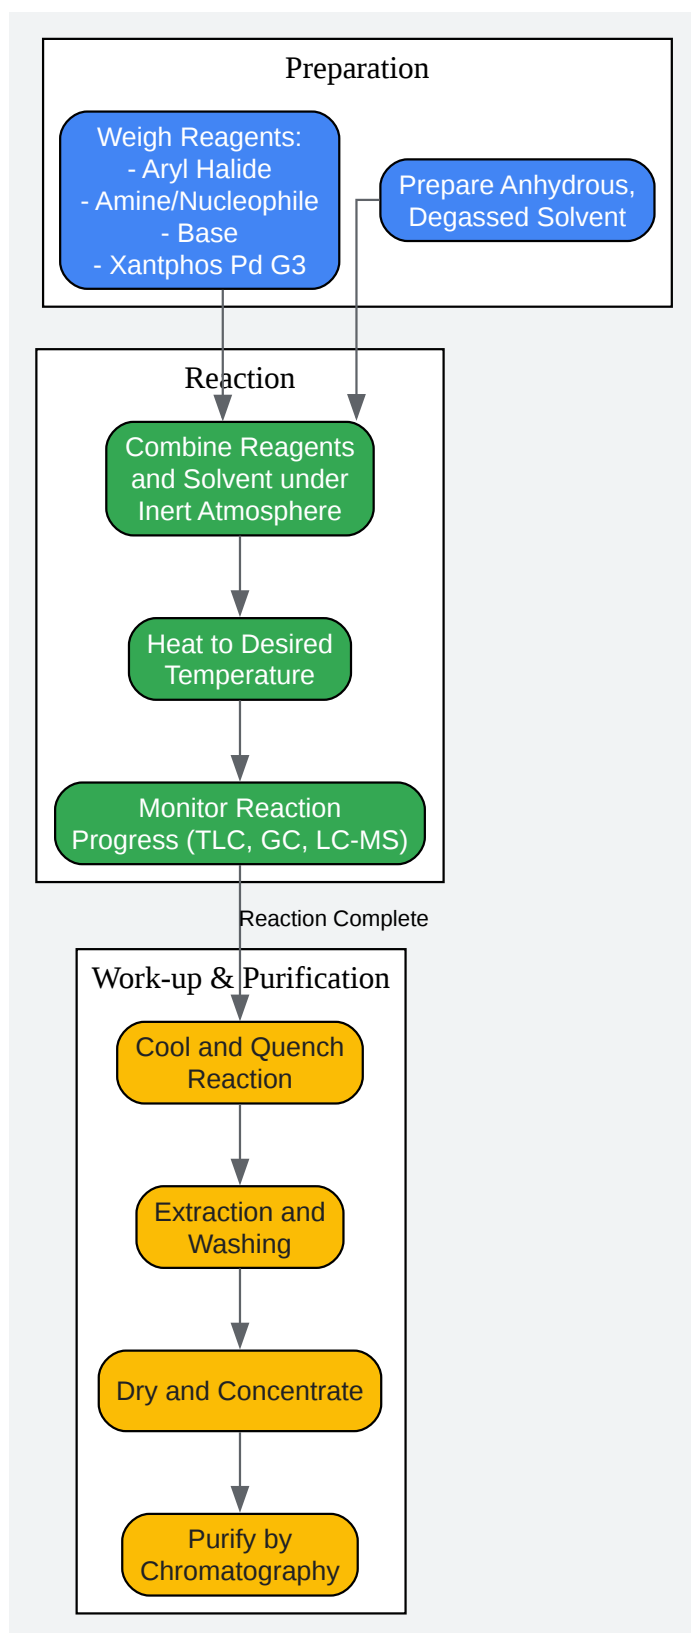 Preparation
Weigh Reagents:
- Aryl Halide
- Amine/Nucleophile
- Base
- Xantphos Pd G3
Prepare Anhydrous,
Degassed Solvent
Reaction
Combine Reagents
and Solvent under
Inert Atmosphere
Heat to Desired
Temperature
Monitor Reaction
Progress (TLC, GC, LC-MS)
Reaction Complete
Work-up & Purification
Cool and Quench
Reaction
Extraction and
Washing
Dry and Concentrate
Purify by
Chromatography